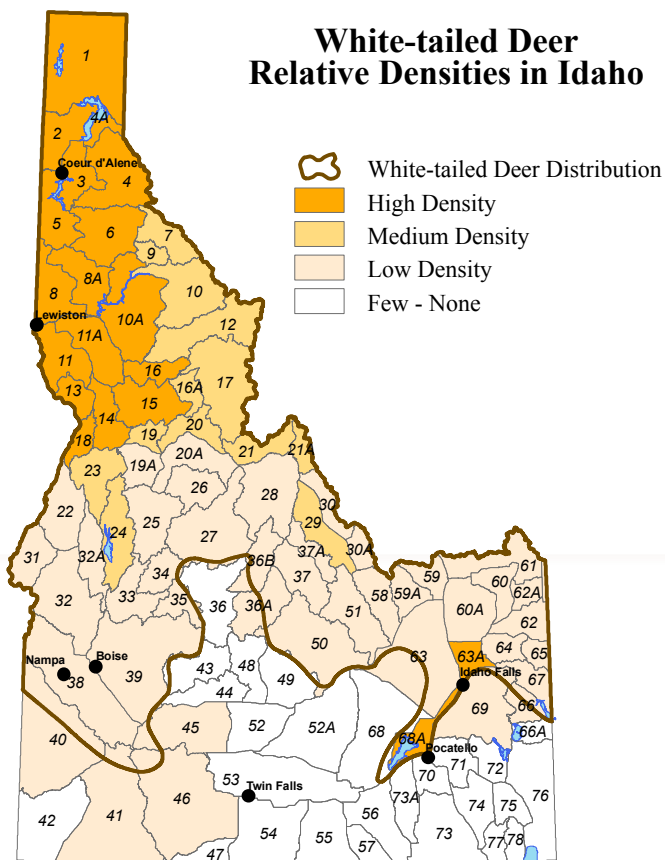 White-tailed Deer
Relative Densities in Idaho
White-tailed Deer Distribution
High Density
Medium Density
Low Density
Few - None
1
4A
2
Coeur d'Alene
3
4
5
6
7
9
8A
10
8
10A
Lewiston
12
11A
11
16
17
16A
13
15
14
20
19
18
21
21A
20A
23
19A
26
28
22
30
29
25
24
27
31
32A
37A
30A
36B
34
37
59
61
60
58
59A
62A
33
35
36
36A
32
51
60A
62
50
64
65
63A
63
Nampa
Boise
43
48
67
38
39
49
Idaho Falls
44
66
69
40
45
52
52A
68
68A
66A
Pocatello
70
71
72
53
Twin Falls
76
73A
46
74
75
56
41
42
54
55
57
73
77
78
47